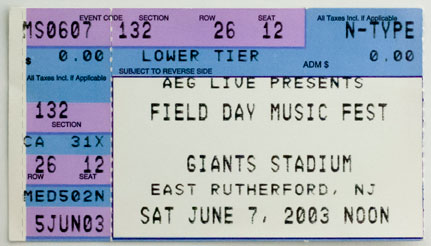 EVENT CODE SECTION ROW SEAT All Taxes Incl. if Applicable
MS0607 132 26 12 N-TYPE
$ 0.00 LOWER TIER ADM $ 0.00
All Taxes Incl. if Applicable SUBJECT TO REVERSE SIDE
AEG LIVE PRESENTS
132 FIELD DAY MUSIC FEST
SECTION
CA 31X
26 12 GIANTS STADIUM
ROW SEAT
MED502N EAST RUTHERFORD, NJ
5JUN03 SAT JUNE 7, 2003 NOON